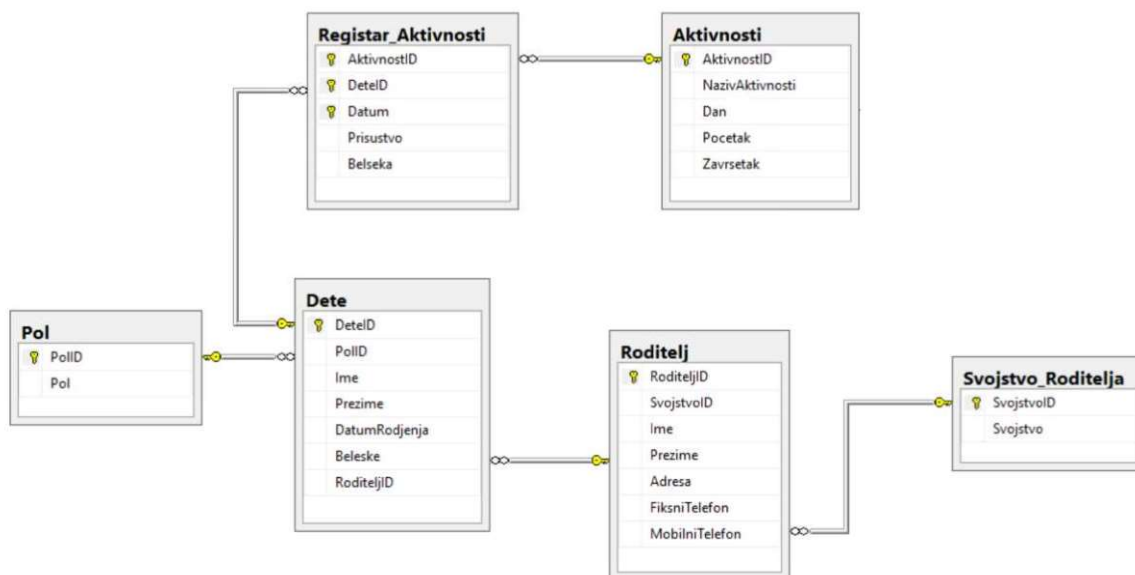 Registar_Aktivnosti
AktivnostID
DeteID
Datum
Prisustvo
Belseka
Aktivnosti
AktivnostID
NazivAktivnosti
Dan
Pocetak
Zavrsetak
Pol
PolID
Pol
Dete
DeteID
PolID
Ime
Prezime
DatumRodjenja
Beleske
RoditeljID
Roditelj
RoditeljID
SvojstvoID
Ime
Prezime
Adresa
FiksniTelefon
MobilniTelefon
Svojstvo_Roditelja
SvojstvoID
Svojstvo